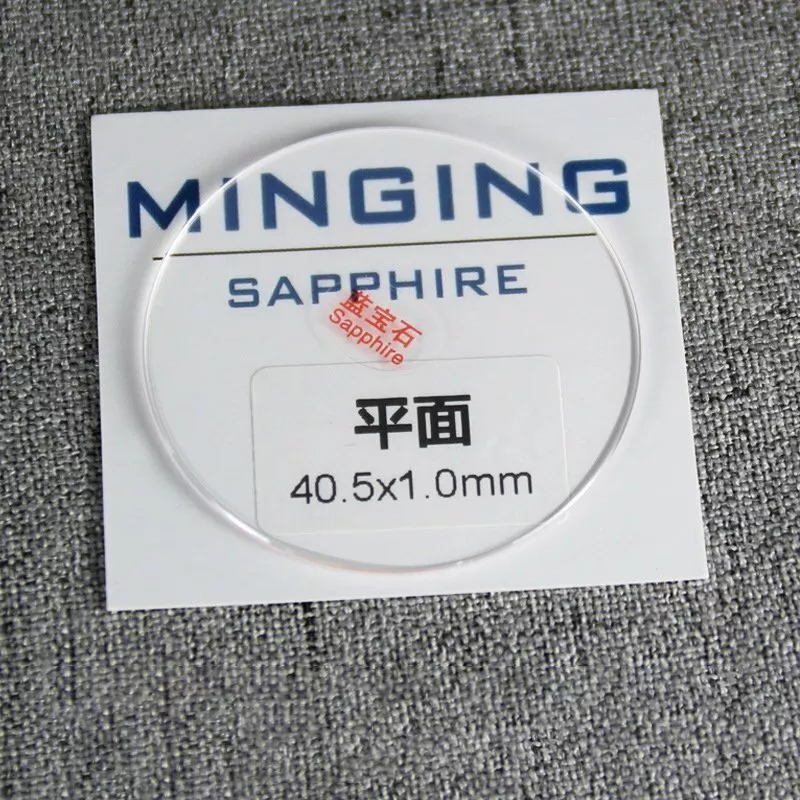 MINGING
SAPPHIRE
蓝宝石
Sapphire
平面
40.5x1.0mm